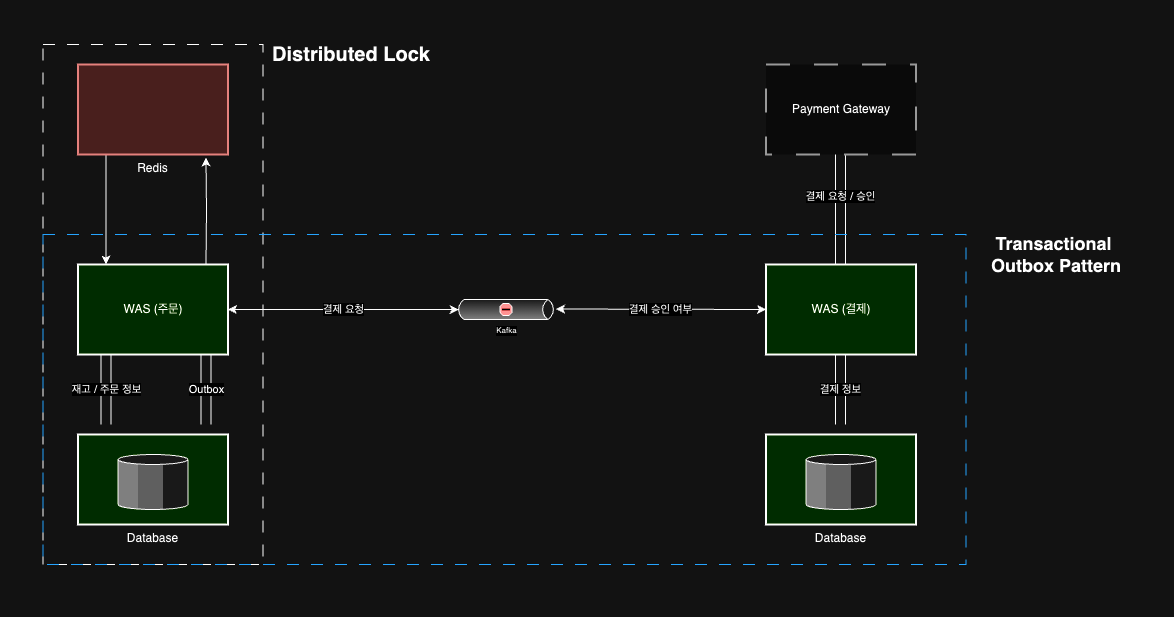 Distributed Lock
Payment Gateway
Redis
결제 요청 / 승인
Transactional
Outbox Pattern
WAS (주문)
결제 요청
Kafka
결제 승인 여부
WAS (결제)
재고 / 주문 정보
Outbox
결제 정보
Database
Database